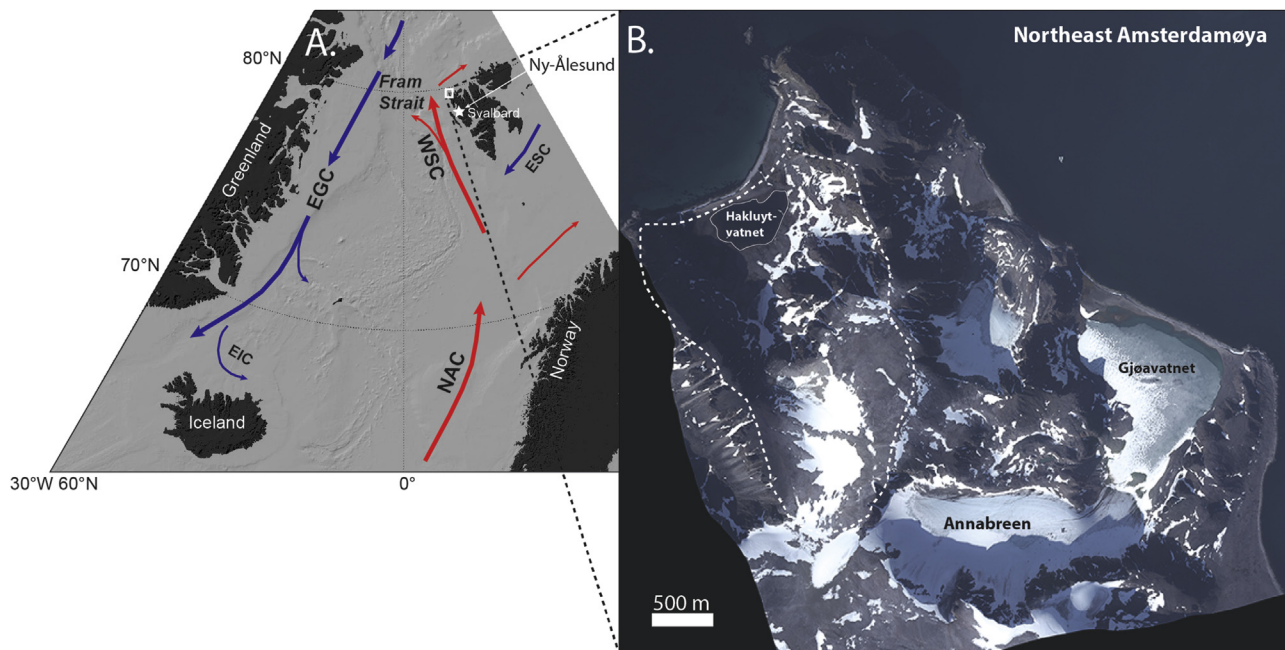 A.
80°N
Fram
Strait
Ny-Ålesund
Svalbard
Greenland
WSC
ESC
EGC
70°N
EIC
NAC
Norway
Iceland
30°W 60°N
0°
B.
Northeast Amsterdamøya
Hakluyt-
vatnet
Gjøavatnet
Annabreen
500 m